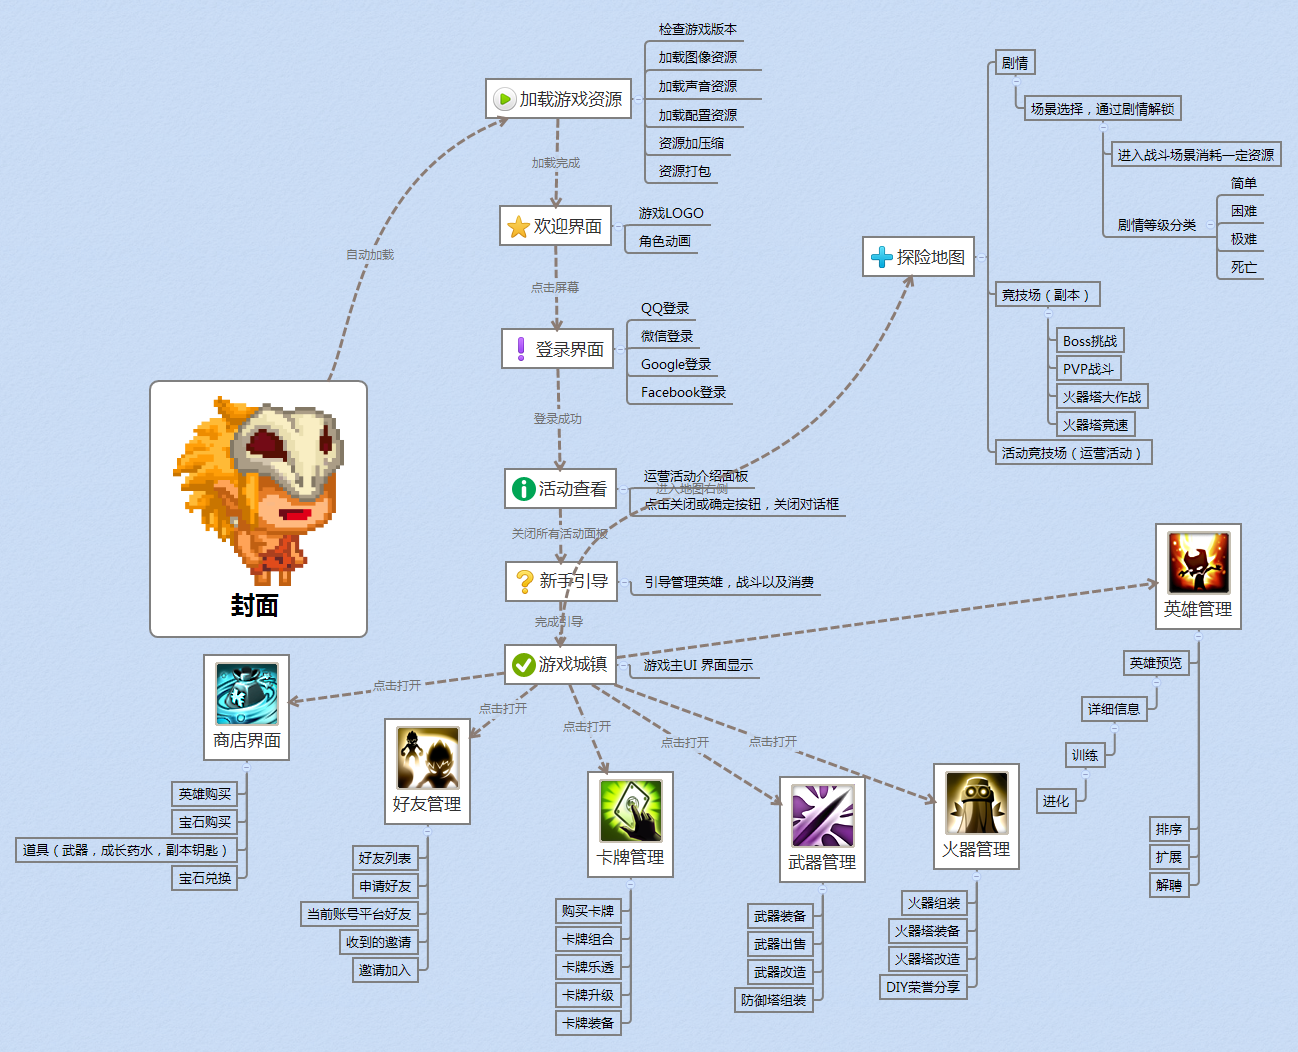 封面
自动加载
加载游戏资源
检查游戏版本
加载图像资源
加载声音资源
加载配置资源
资源加压缩
资源打包
加载完成
欢迎界面
游戏LOGO
角色动画
点击屏幕
登录界面
QQ登录
微信登录
Google登录
Facebook登录
登录成功
活动查看
运营活动介绍面板
点击关闭或确定按钮，关闭对话框
关闭所有活动面板
新手引导
引导管理英雄，战斗以及消费
完成引导
游戏城镇
游戏主UI 界面显示
进入地图右侧
探险地图
剧情
场景选择，通过剧情解锁
进入战斗场景消耗一定资源
剧情等级分类
简单
困难
极难
死亡
竞技场（副本）
Boss挑战
PVP战斗
火器塔大作战
火器塔竞速
活动竞技场（运营活动）
点击打开
商店界面
英雄购买
宝石购买
道具（武器，成长药水，副本钥匙）
宝石兑换
点击打开
好友管理
好友列表
申请好友
当前账号平台好友
收到的邀请
邀请加入
点击打开
卡牌管理
购买卡牌
卡牌组合
卡牌乐透
卡牌升级
卡牌装备
点击打开
武器管理
武器装备
武器出售
武器改造
防御塔组装
点击打开
火器管理
火器组装
火器塔装备
火器塔改造
DIY荣誉分享
英雄管理
英雄预览
详细信息
训练
进化
排序
扩展
解聘